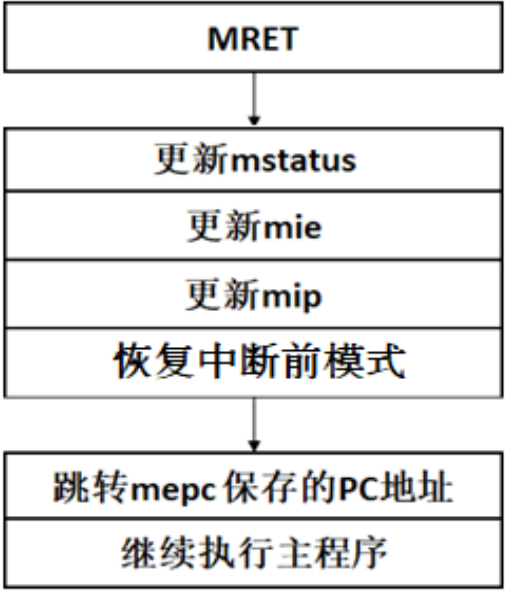 MRET
更新mstatus
更新mie
更新mip
恢复中断前模式
跳转mepc保存的PC地址
继续执行主程序